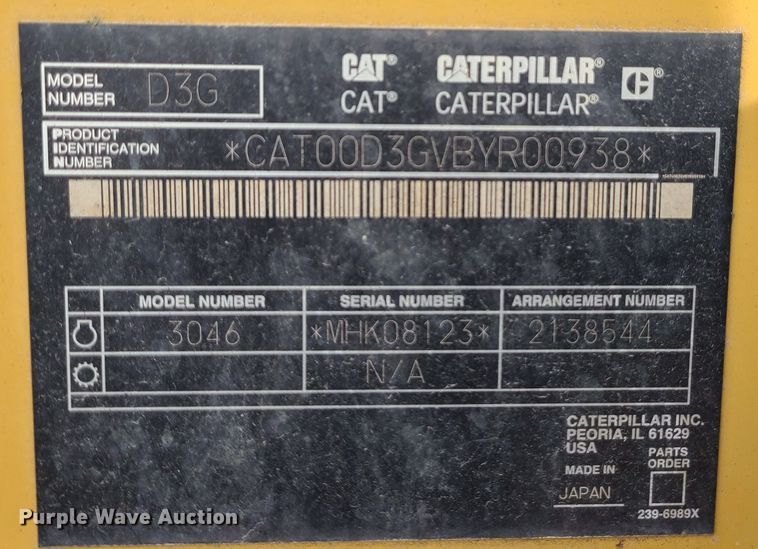 MODEL NUMBER D3G
CAT® CATERPILLAR® C®
CAT® CATERPILLAR®
PRODUCT IDENTIFICATION NUMBER *CAT00D3GVBYR00938*
MODEL NUMBER SERIAL NUMBER ARRANGEMENT NUMBER
3046 *MHK08123* 2138544
N/A
CATERPILLAR INC.
PEORIA, IL 61629
USA
MADE IN JAPAN
PARTS ORDER
239-6989X
Purple Wave Auction